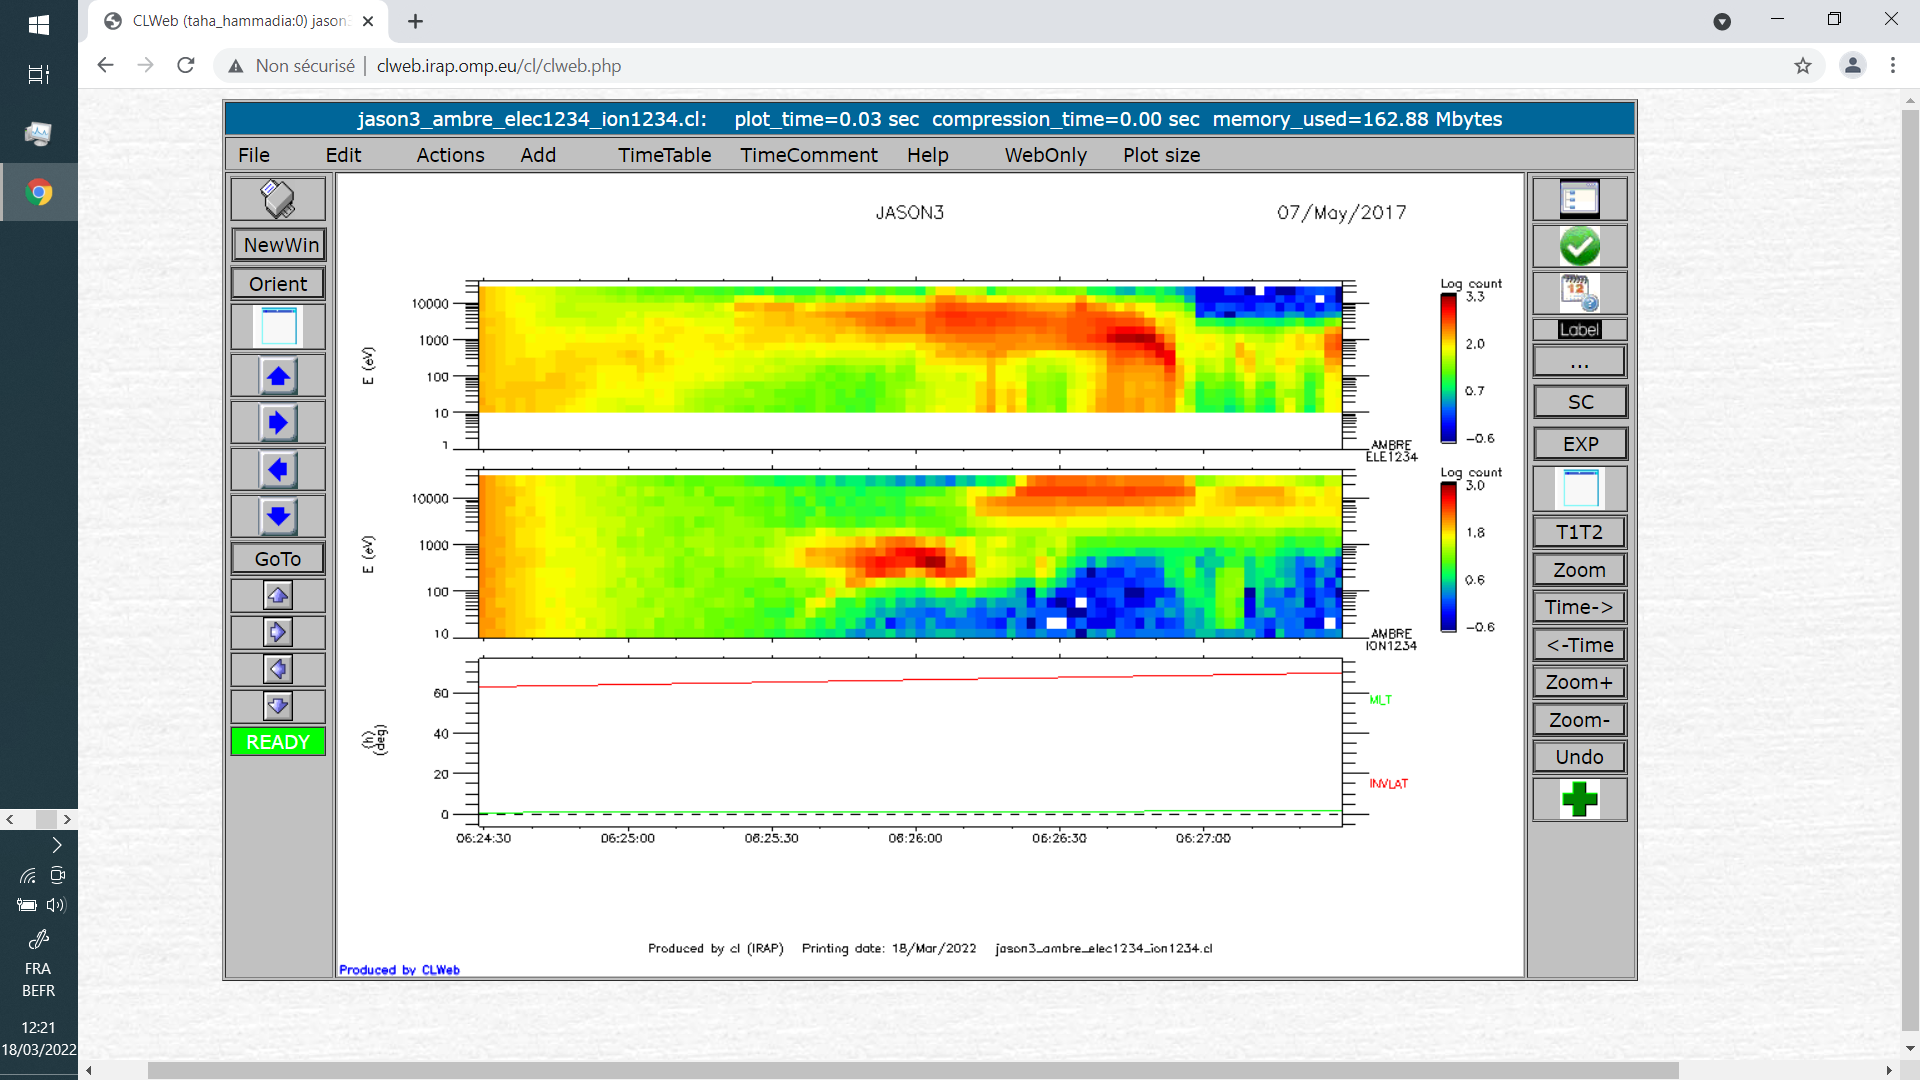 CLWeb (taha_hammadia:0) jason3
Non sécurisé | clweb.irap.omp.eu/cl/clweb.php
jason3_ambre_elec1234_ion1234.cl: plot_time=0.03 sec compression_time=0.00 sec memory_used=162.88 Mbytes
File Edit Actions Add TimeTable TimeComment Help WebOnly Plot size
NewWin
Orient
GoTo
READY
JASON3
07/May/2017
E (eV)
10000
1000
100
10
1
Log count
3.3
2.0
0.7
-0.6
AMBRE
ELE1234
E (eV)
10000
1000
100
10
Log count
3.0
1.8
0.6
-0.6
AMBRE
ION1234
(h)
(deg)
60
40
20
0
MLT
INVLAT
06:24:30 06:25:00 06:25:30 06:26:00 06:26:30 06:27:00
Produced by cl (IRAP) Printing date: 18/Mar/2022 jason3_ambre_elec1234_ion1234.cl
Produced by CLWeb
12
Label
...
SC
EXP
T1T2
Zoom
Time->
<-Time
Zoom+
Zoom-
Undo
FRA
BEFR
12:21
18/03/2022